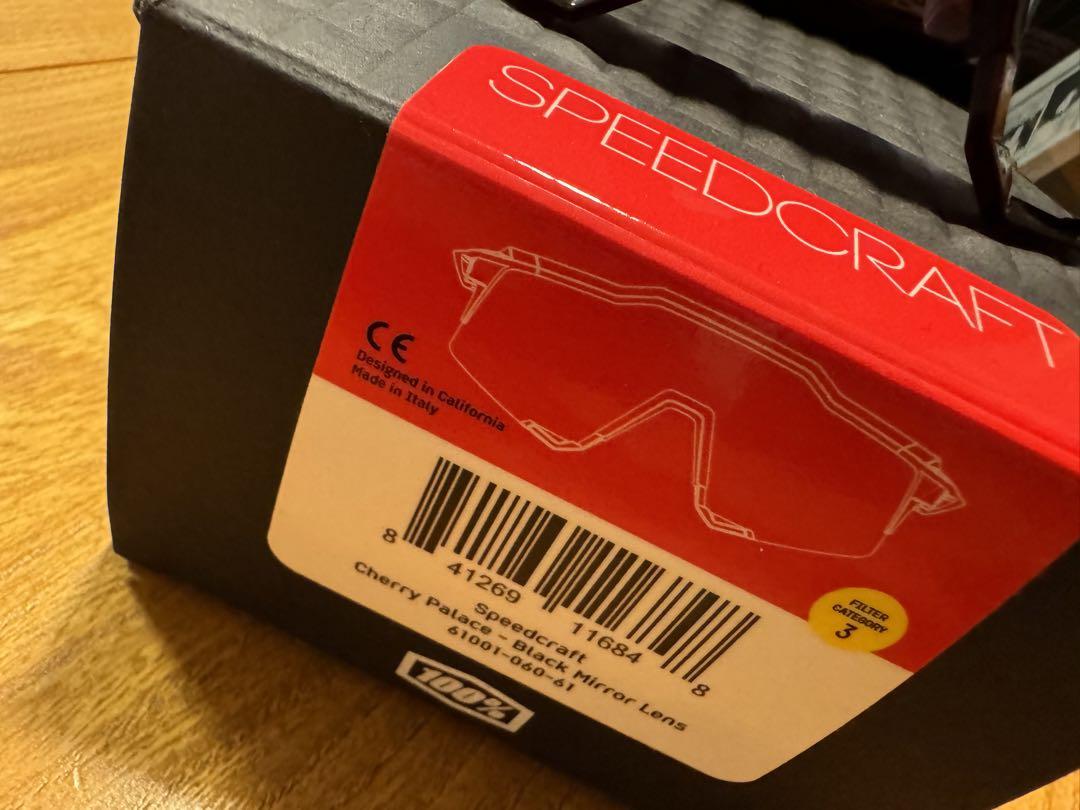 SPEEDCRAFT
CE
Designed in California
Made in Italy
FILTER
CATEGORY
3
8 41269 11684 8
Speedcraft
Cherry Palace - Black Mirror Lens
61001-060-61
100%